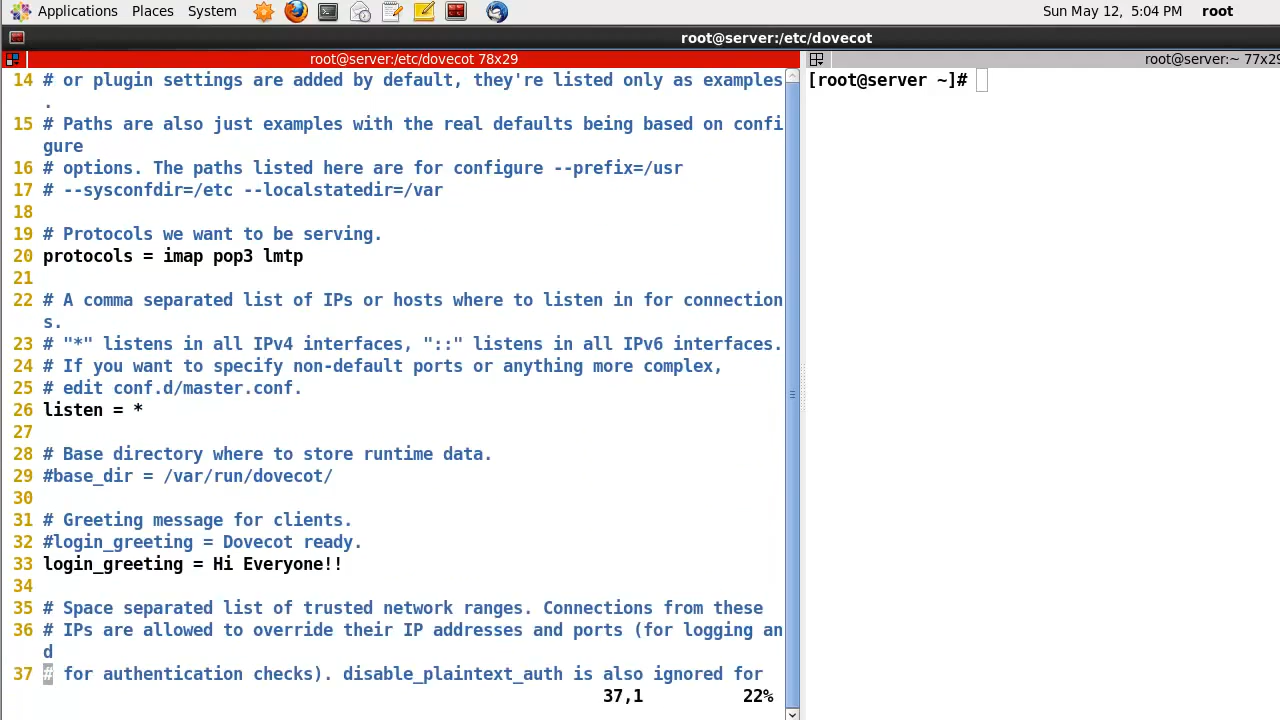 Applications Places System Sun May 12, 5:04 PM root
root@server:/etc/dovecot
root@server:/etc/dovecot 78x29
root@server:~ 77x29
14 # or plugin settings are added by default, they're listed only as examples
.
15 # Paths are also just examples with the real defaults being based on confi
gure
16 # options. The paths listed here are for configure --prefix=/usr
17 # --sysconfdir=/etc --localstatedir=/var
18
19 # Protocols we want to be serving.
20 protocols = imap pop3 lmtp
21
22 # A comma separated list of IPs or hosts where to listen in for connection
s.
23 # "*" listens in all IPv4 interfaces, "::" listens in all IPv6 interfaces.
24 # If you want to specify non-default ports or anything more complex,
25 # edit conf.d/master.conf.
26 listen = *
27
28 # Base directory where to store runtime data.
29 #base_dir = /var/run/dovecot/
30
31 # Greeting message for clients.
32 #login_greeting = Dovecot ready.
33 login_greeting = Hi Everyone!!
34
35 # Space separated list of trusted network ranges. Connections from these
36 # IPs are allowed to override their IP addresses and ports (for logging an
d
37 # for authentication checks). disable_plaintext_auth is also ignored for
37,1 22%
[root@server ~]#